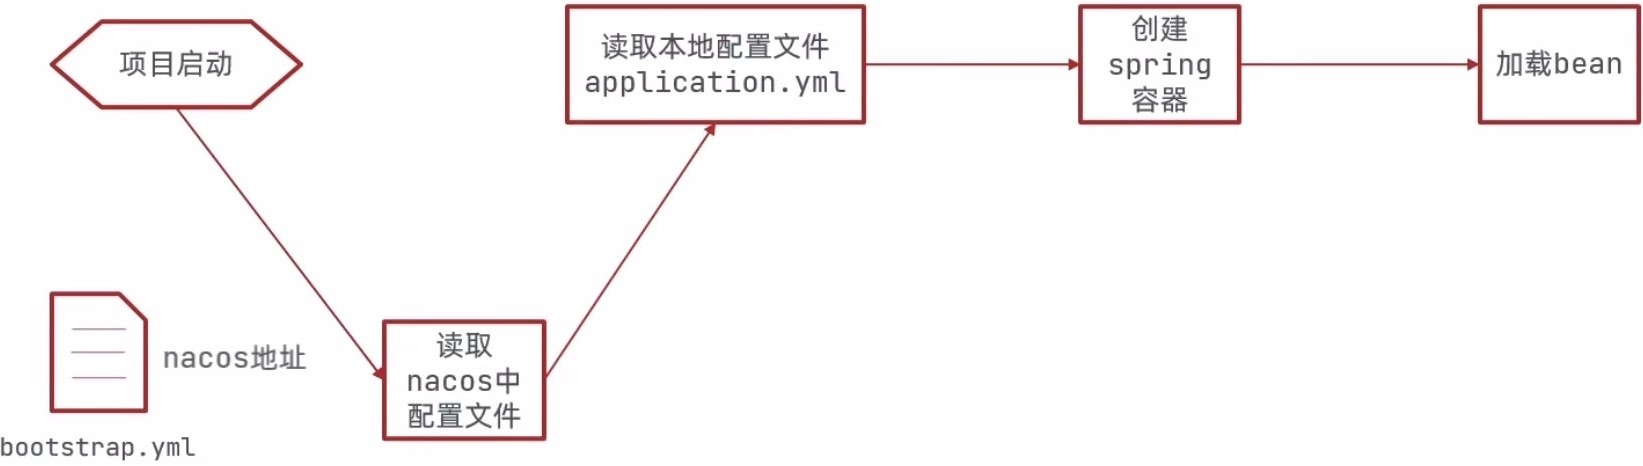 项目启动
读取本地配置文件
application.yml
创建
spring
容器
加载bean
nacos地址
bootstrap.yml
读取
nacos中
配置文件